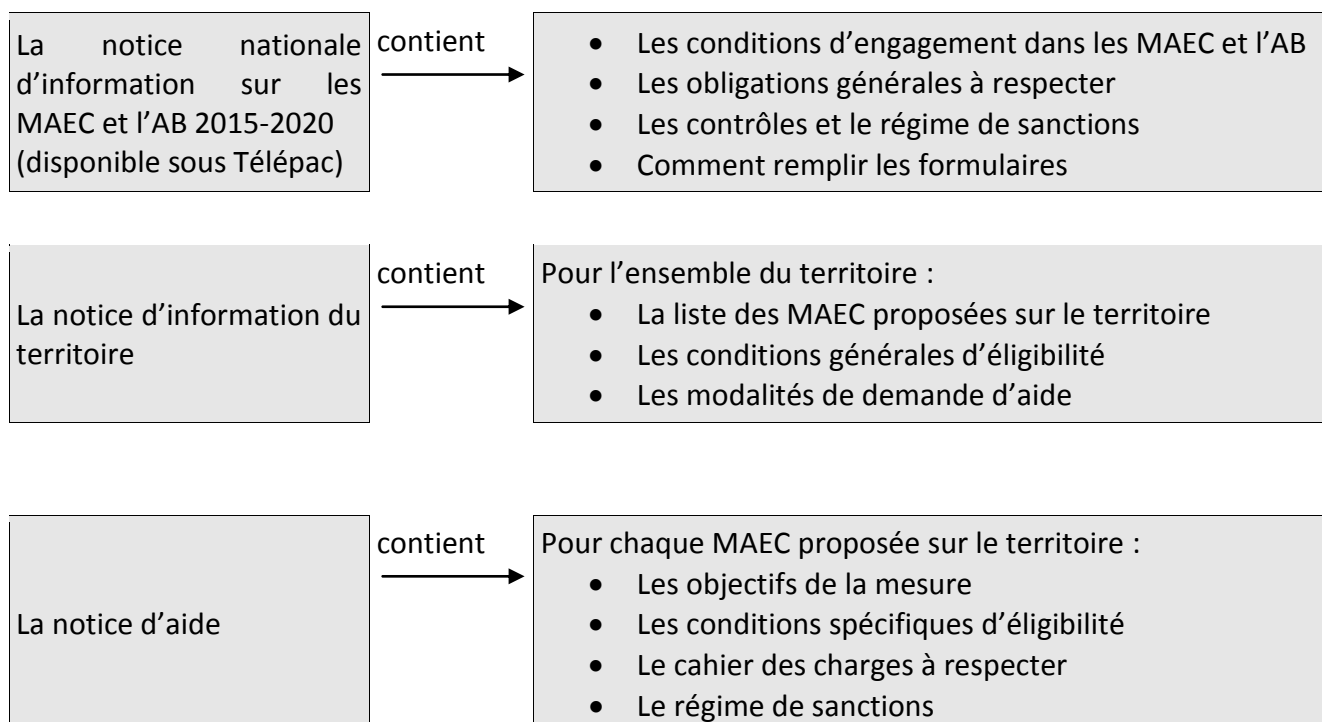 La notice nationale
d’information sur les
MAEC et l’AB 2015-2020
(disponible sous Télépac)
contient
• Les conditions d’engagement dans les MAEC et l’AB
• Les obligations générales à respecter
• Les contrôles et le régime de sanctions
• Comment remplir les formulaires
La notice d’information du
territoire
contient
Pour l’ensemble du territoire :
• La liste des MAEC proposées sur le territoire
• Les conditions générales d’éligibilité
• Les modalités de demande d’aide
La notice d’aide
contient
Pour chaque MAEC proposée sur le territoire :
• Les objectifs de la mesure
• Les conditions spécifiques d’éligibilité
• Le cahier des charges à respecter
• Le régime de sanctions